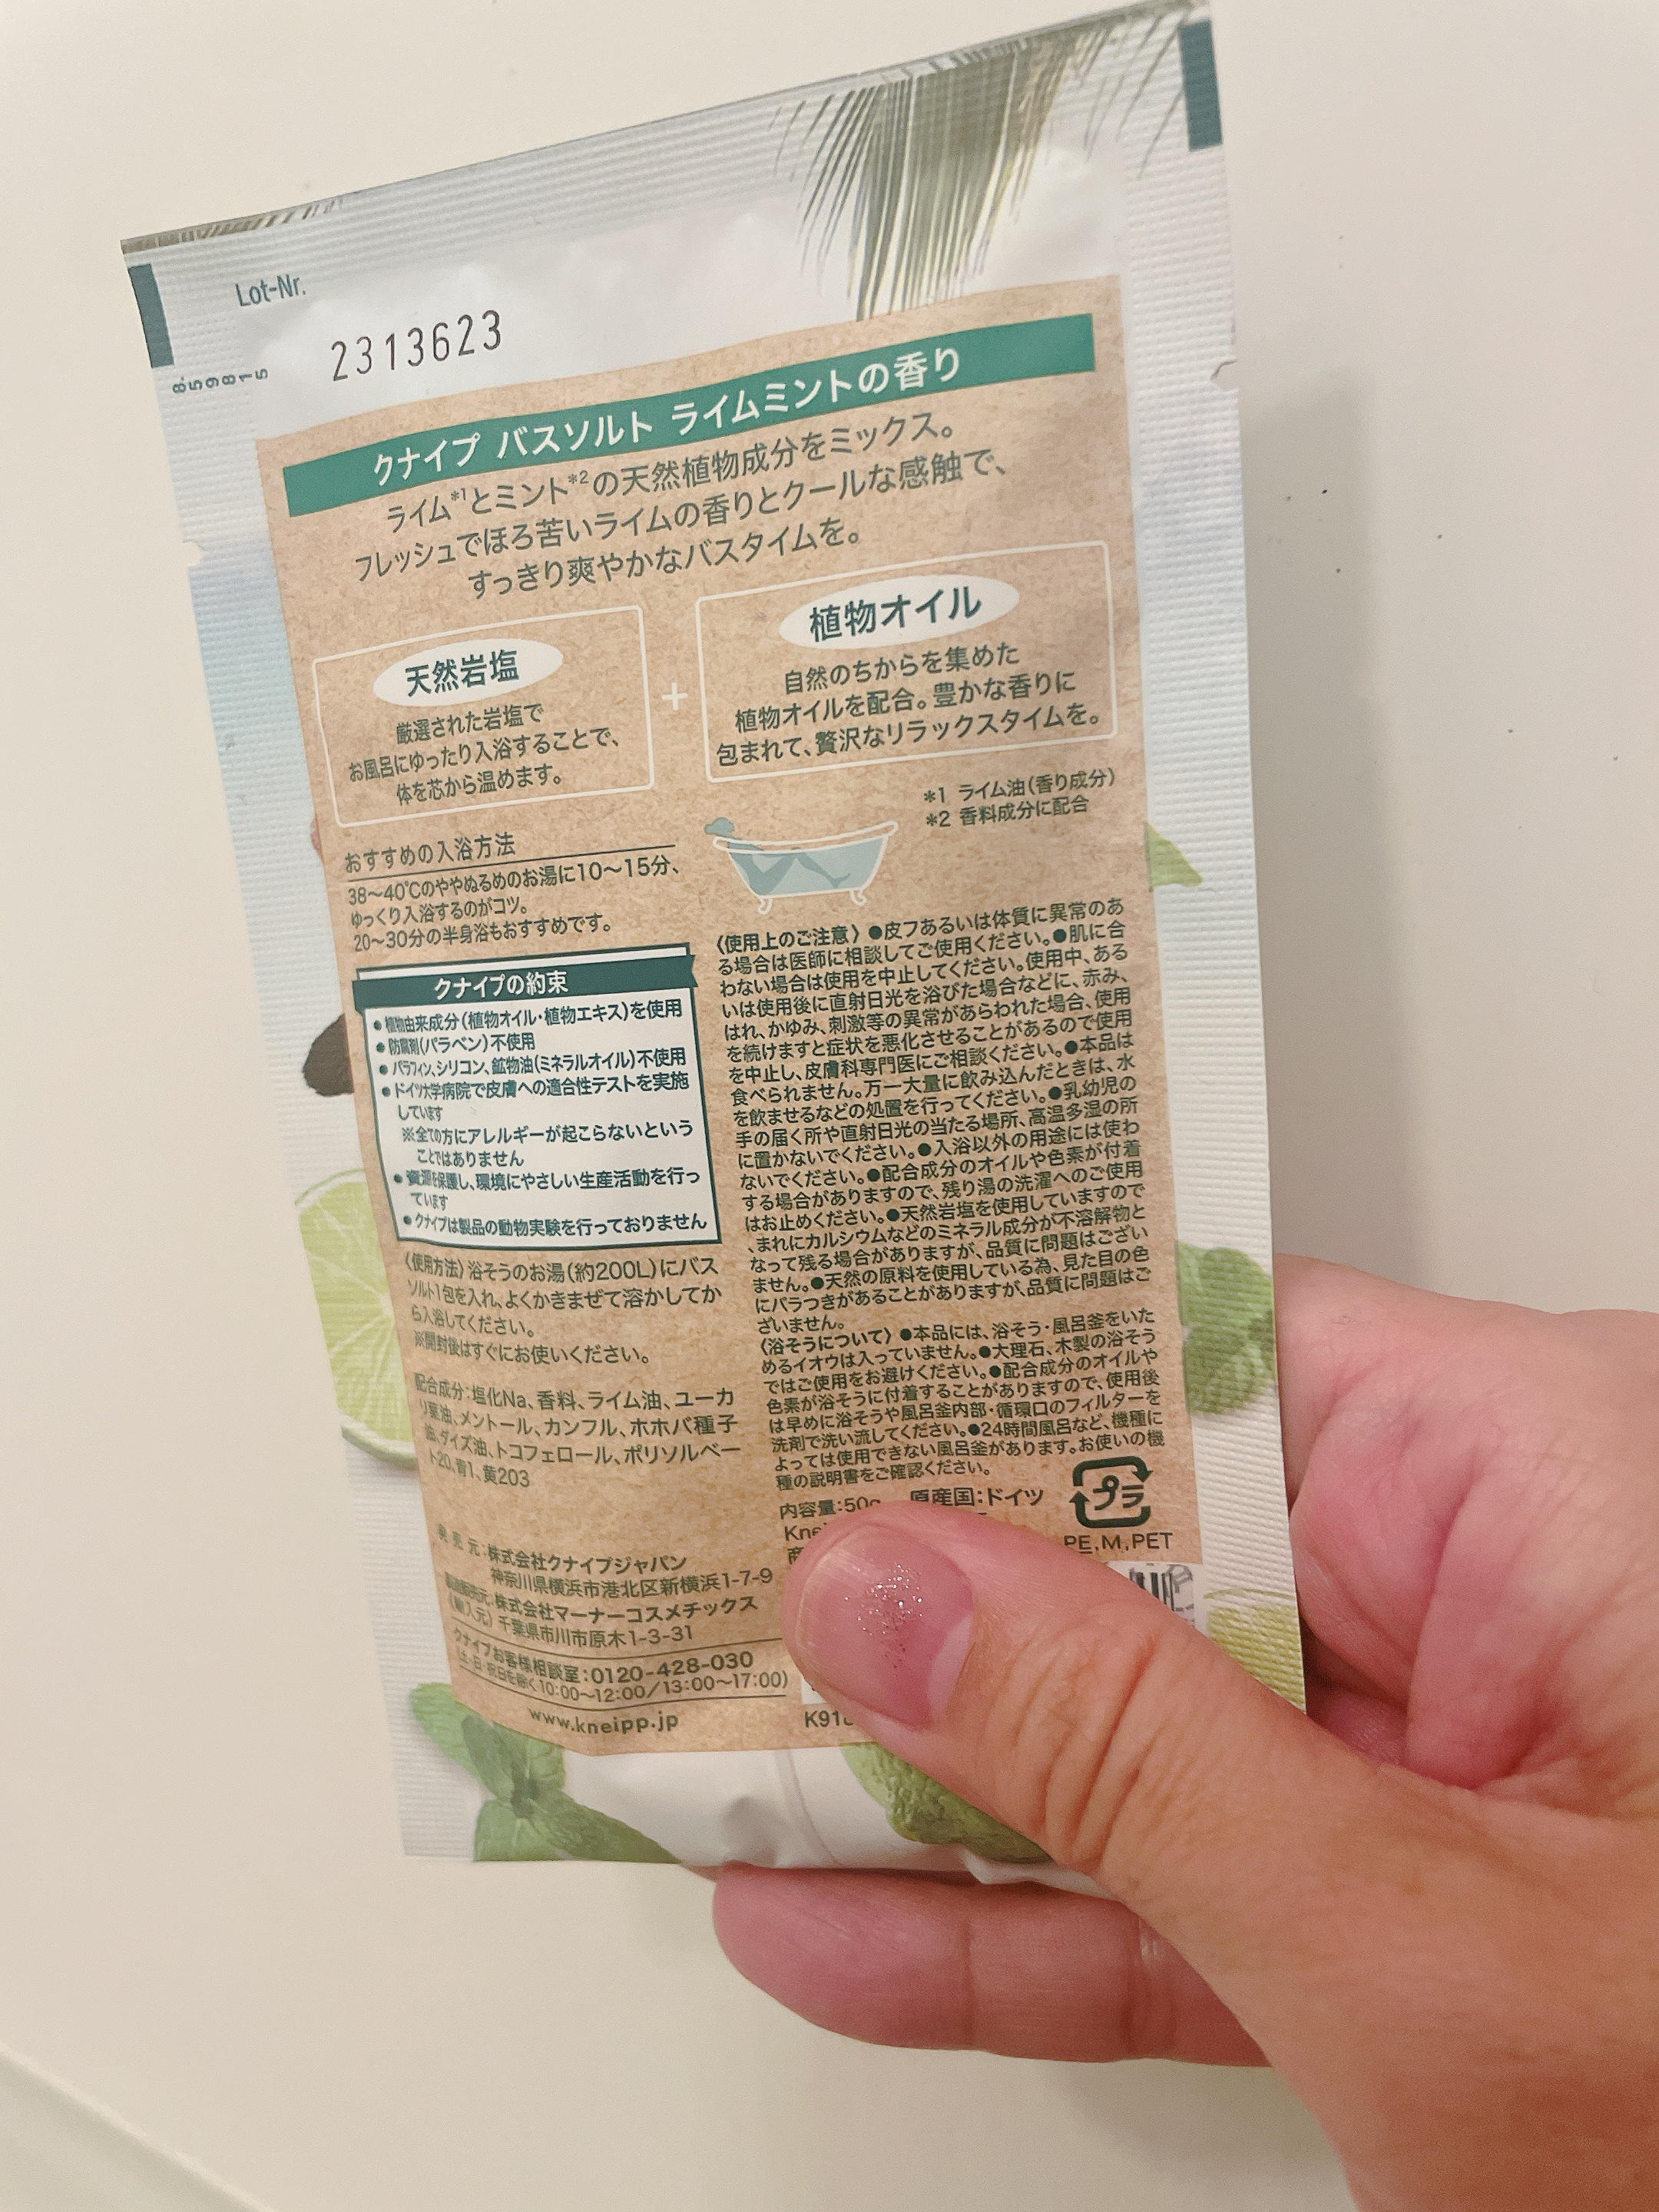 Lot-Nr.
2313623
859815
クナイプ バスソルト ライムミントの香り
ライム*1とミント*2の天然植物成分をミックス。
フレッシュでほろ苦いライムの香りとクールな感触で、
すっきり爽やかなバスタイムを。
天然岩塩
厳選された岩塩で
お風呂にゆったり入浴することで、
体を芯から温めます。
+
植物オイル
自然のちからを集めた
植物オイルを配合。豊かな香りに
包まれて、贅沢なリラックスタイムを。
*1 ライム油(香り成分)
*2 香料成分に配合
おすすめの入浴方法
38〜40℃のややぬるめのお湯に10〜15分、
ゆっくり入浴するのがコツ。
20〜30分の半身浴もおすすめです。
クナイプの約束
●植物由来成分(植物オイル・植物エキス)を使用
●防腐剤(パラベン)不使用
●パラフィン、シリコン、鉱物油(ミネラルオイル)不使用
●ドイツ大学病院で皮膚への適合性テストを実施
しています
※全ての方にアレルギーが起こらないという
ことではありません
●資源を保護し、環境にやさしい生産活動を行っ
ています
●クナイプは製品の動物実験を行っておりません
〈使用方法〉浴そうのお湯(約200L)にバス
ソルト1包を入れ、よくかきまぜて溶かしてか
ら入浴してください。
※開封後はすぐにお使いください。
配合成分:塩化Na、香料、ライム油、ユーカ
リ葉油、メントール、カンフル、ホホバ種子
油、ダイズ油、トコフェロール、ポリソルベー
ト20、青1、黄203
発売元:株式会社クナイプジャパン
神奈川県横浜市港北区新横浜1-7-9
製造販売元:株式会社マーナーコスメチックス
(輸入元) 千葉県市川市原木1-3-31
クナイプお客様相談室:0120-428-030
(土・日・祝日を除く10:00〜12:00/13:00〜17:00)
www.kneipp.jp
〈使用上のご注意〉●皮フあるいは体質に異常のあ
る場合は医師に相談してご使用ください。●肌に合
わない場合は使用を中止してください。使用中、ある
いは使用後に直射日光を浴びた場合などに、赤み、
はれ、かゆみ、刺激等の異常があらわれた場合、使用
を続けますと症状を悪化させることがあるので使用
を中止し、皮膚科専門医にご相談ください。●本品は
食べられません。万一大量に飲み込んだときは、水
を飲ませるなどの処置を行ってください。●乳幼児の
手の届く所や直射日光の当たる場所、高温多湿の所
に置かないでください。●入浴以外の用途には使わ
ないでください。●配合成分のオイルや色素が付着
する場合がありますので、残り湯の洗濯へのご使用
はお止めください。●天然岩塩を使用していますので
、まれにカルシウムなどのミネラル成分が不溶解物と
なって残る場合がありますが、品質に問題はござい
ません。●天然の原料を使用している為、見た目の色
にバラつきがあることがありますが、品質に問題はご
ざいません。
〈浴そうについて〉●本品には、浴そう・風呂釜をいた
めるイオウは入っていません。●大理石、木製の浴そう
ではご使用をお避けください。●配合成分のオイルや
色素が浴そうに付着することがありますので、使用後
は早めに浴そうや風呂釜内部・循環口のフィルターを
洗剤で洗い流してください。●24時間風呂など、機種に
よっては使用できない風呂釜があります。お使いの機
種の説明書をご確認ください。
内容量:50g 原産国:ドイツ
プラ
PE,M,PET